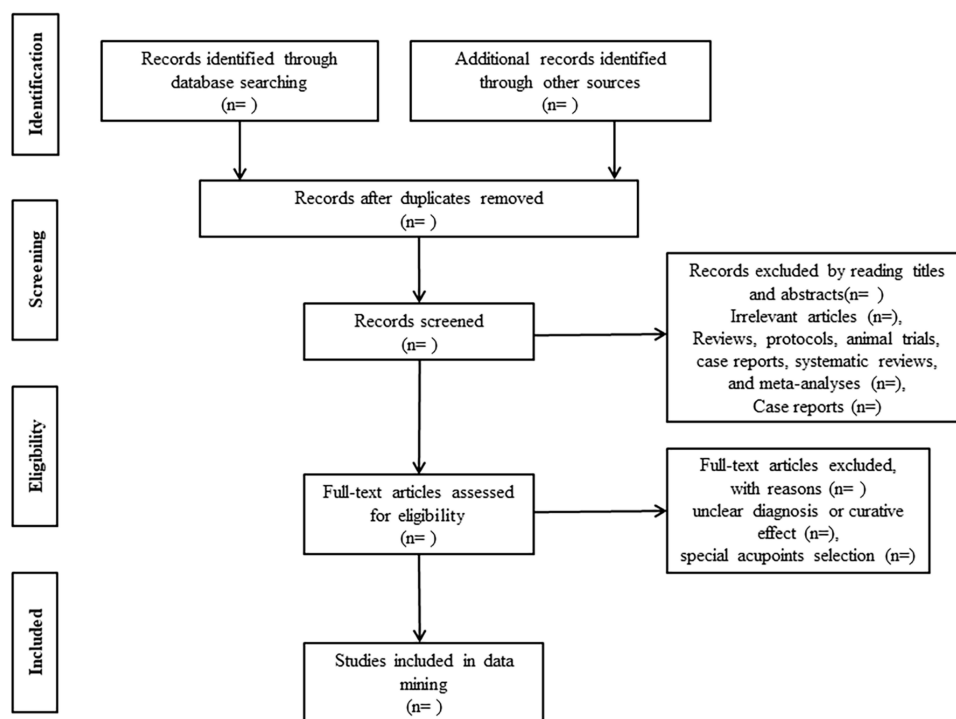 Identification
Records identified through
database searching
(n= )
Additional records identified
through other sources
(n= )
Records after duplicates removed
(n= )
Screening
Records screened
(n= )
Records excluded by reading titles
and abstracts(n= )
Irrelevant articles (n=),
Reviews, protocols, animal trials,
case reports, systematic reviews,
and meta-analyses (n=),
Case reports (n=)
Eligibility
Full-text articles assessed
for eligibility
(n= )
Full-text articles excluded,
with reasons (n= )
unclear diagnosis or curative
effect (n=),
special acupoints selection (n=)
Included
Studies included in data
mining
(n= )